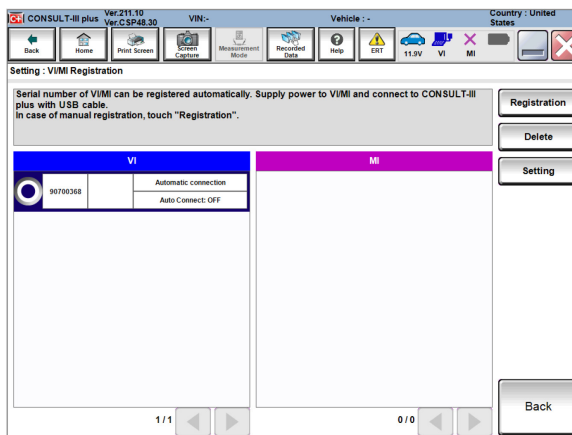 C+ CONSULT-III plus Ver.211.10 VIN:- Vehicle : - Country : United
Ver.CSP48.30 States
Back Home Print Screen Screen Capture Measurement Mode Recorded Data Help ERT 11.9V VI MI
Setting : VI/MI Registration
Serial number of VI/MI can be registered automatically. Supply power to VI/MI and connect to CONSULT-III
plus with USB cable.
In case of manual registration, touch "Registration".
Registration
Delete
Setting
VI MI
90700368 Automatic connection
Auto Connect: OFF
1/1 0/0
Back